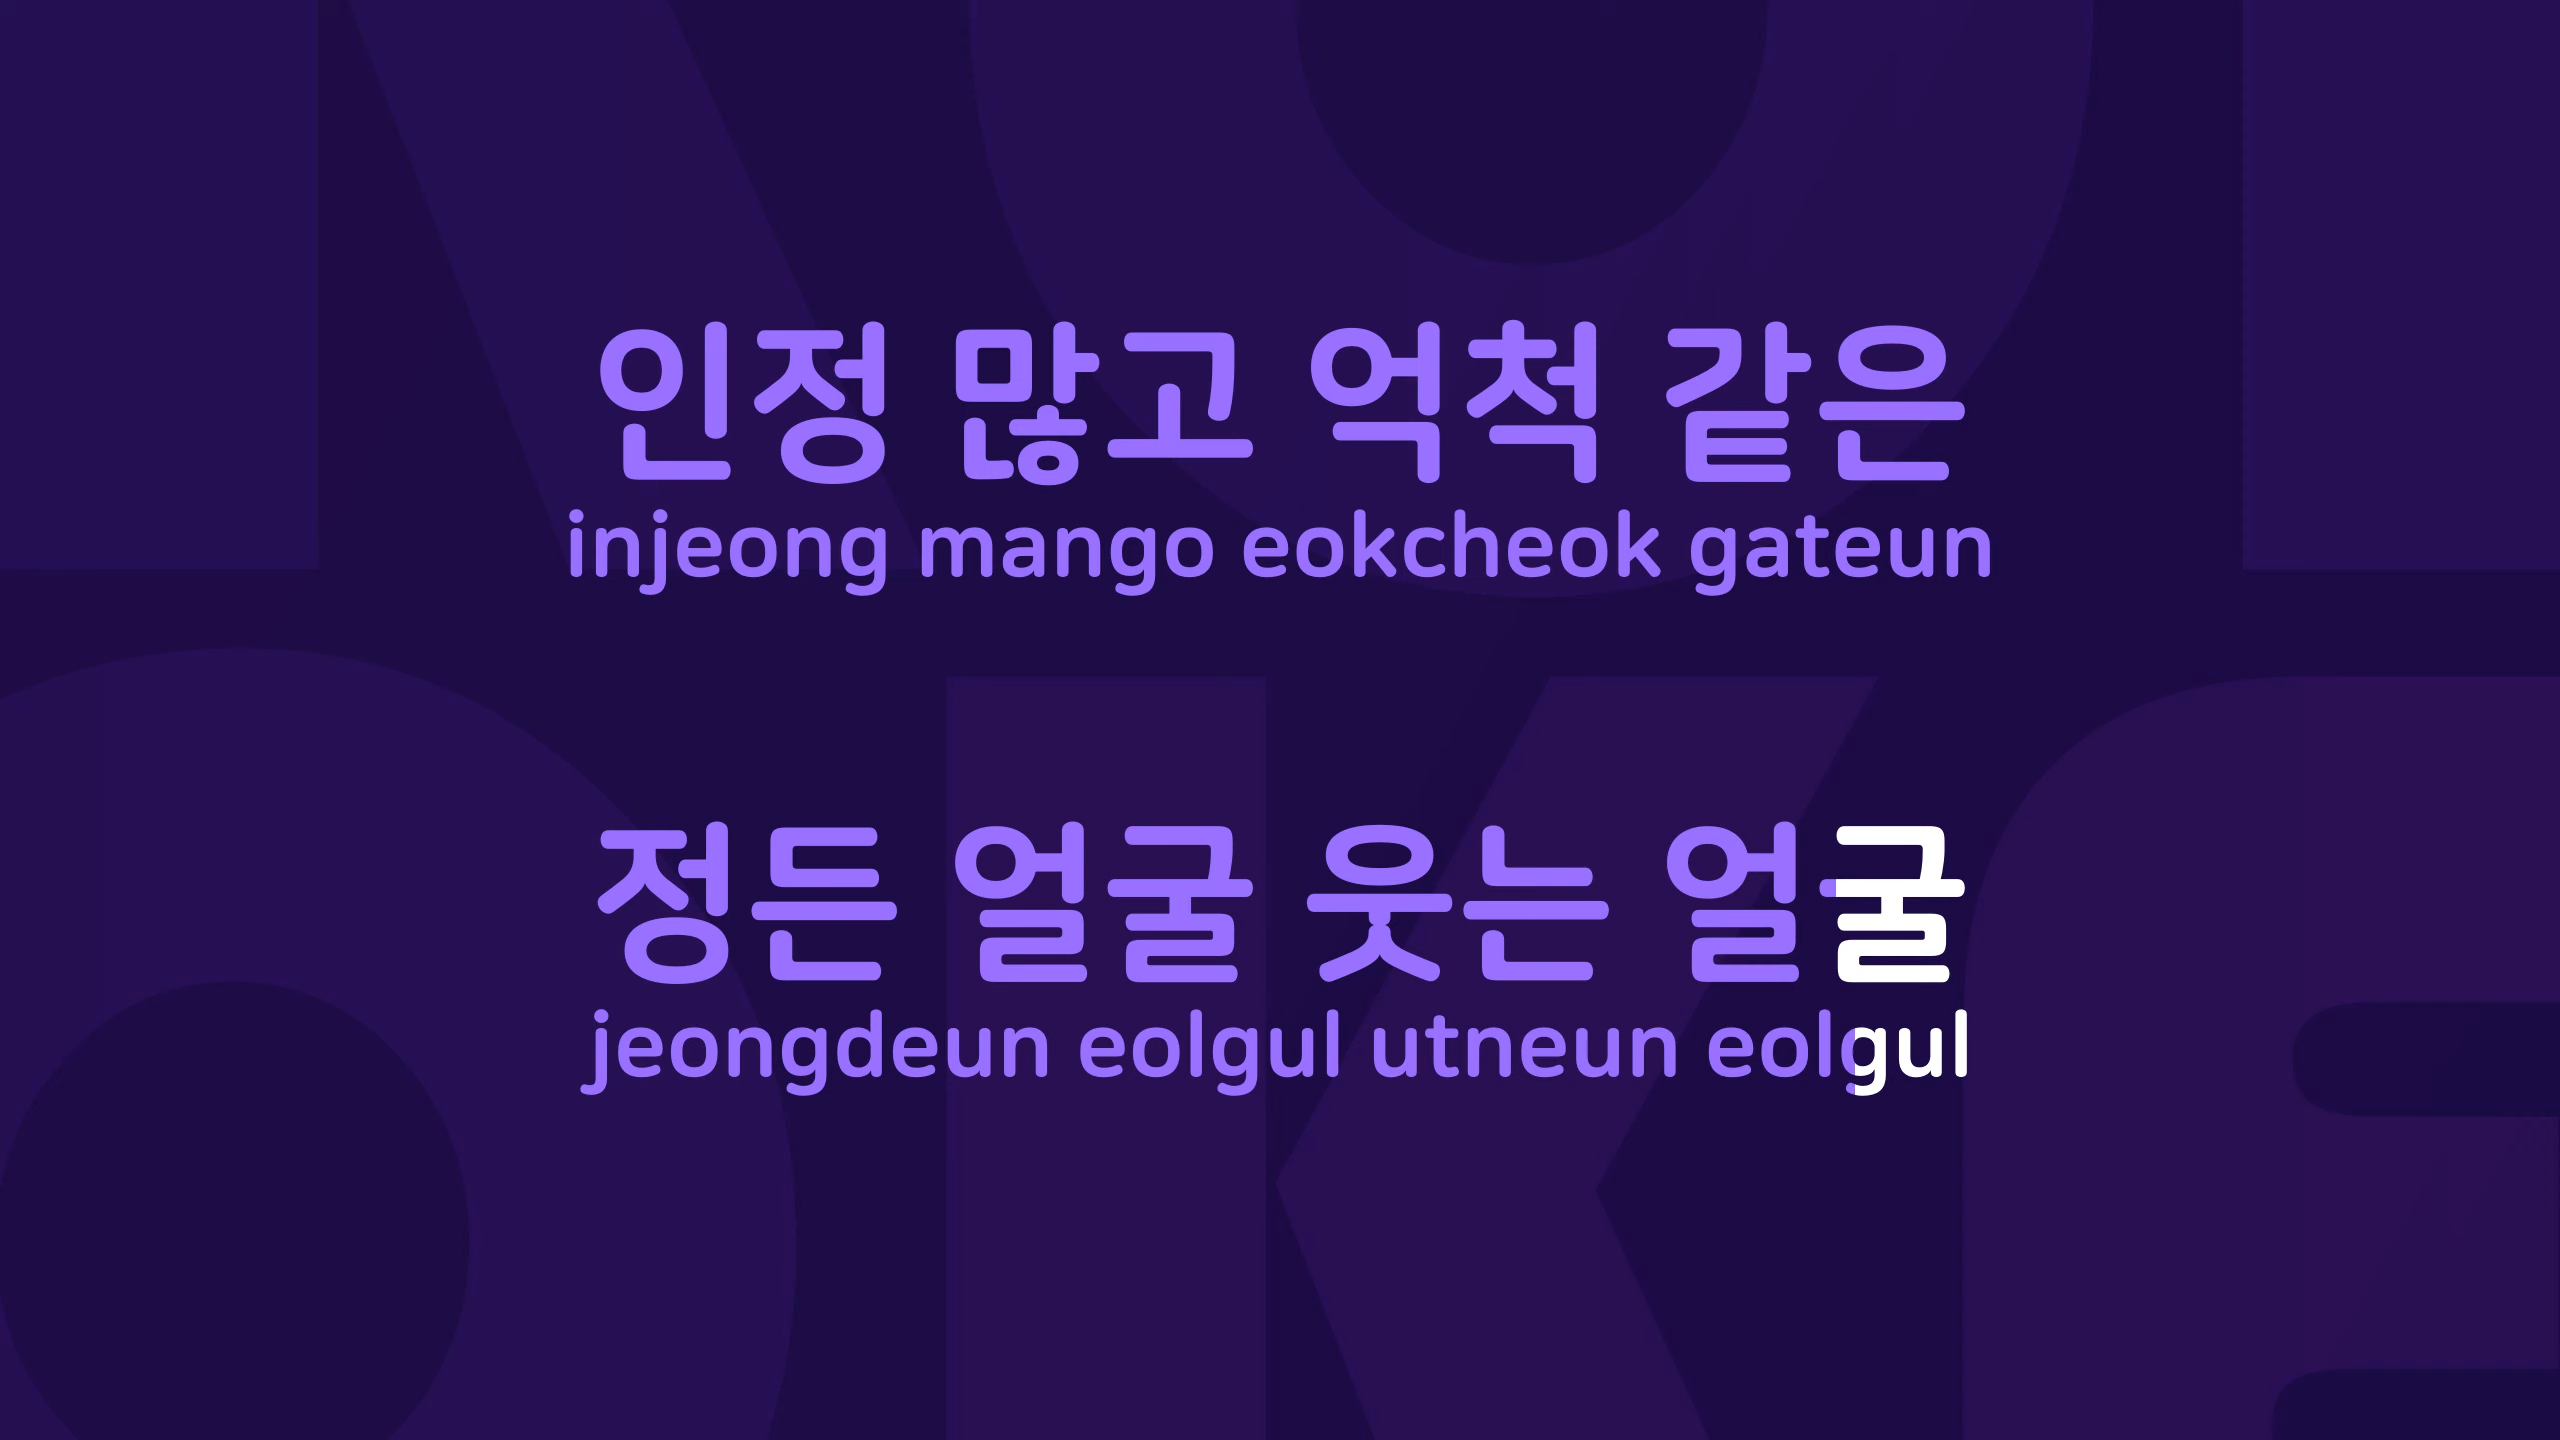 인정 많고 억척 같은
injeong mango eokcheok gateun
정든 얼굴 웃는 얼굴
jeongdeun eolgul utneun eolgul